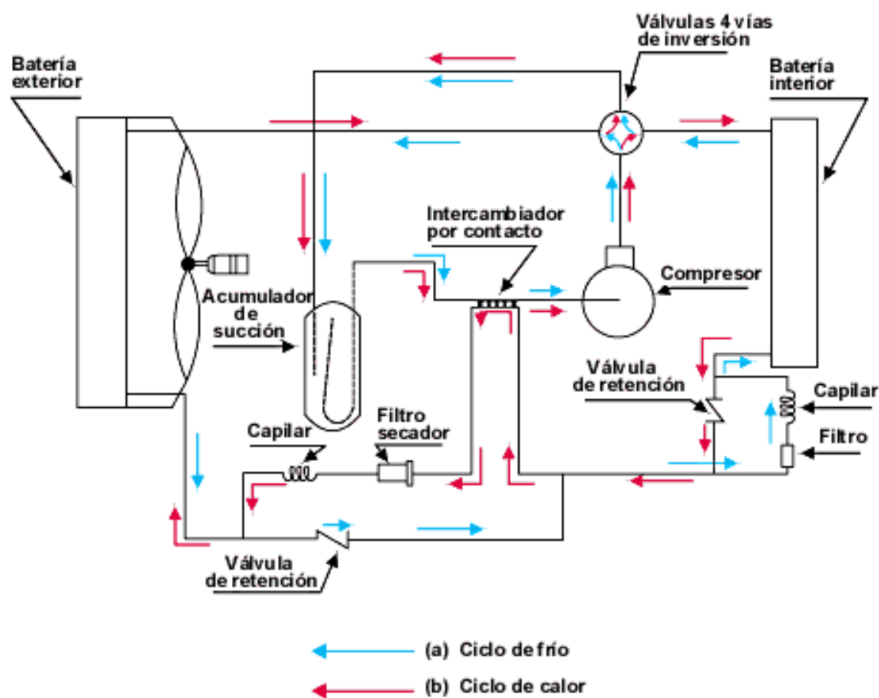 Válvulas 4 vías
de inversión
Batería
exterior
Batería
interior
Intercambiador
por contacto
Compresor
Acumulador
de
succión
Válvula
de retención
Capilar
Filtro
Capilar
Filtro
secador
Válvula
de retención
(a) Ciclo de frío
(b) Ciclo de calor